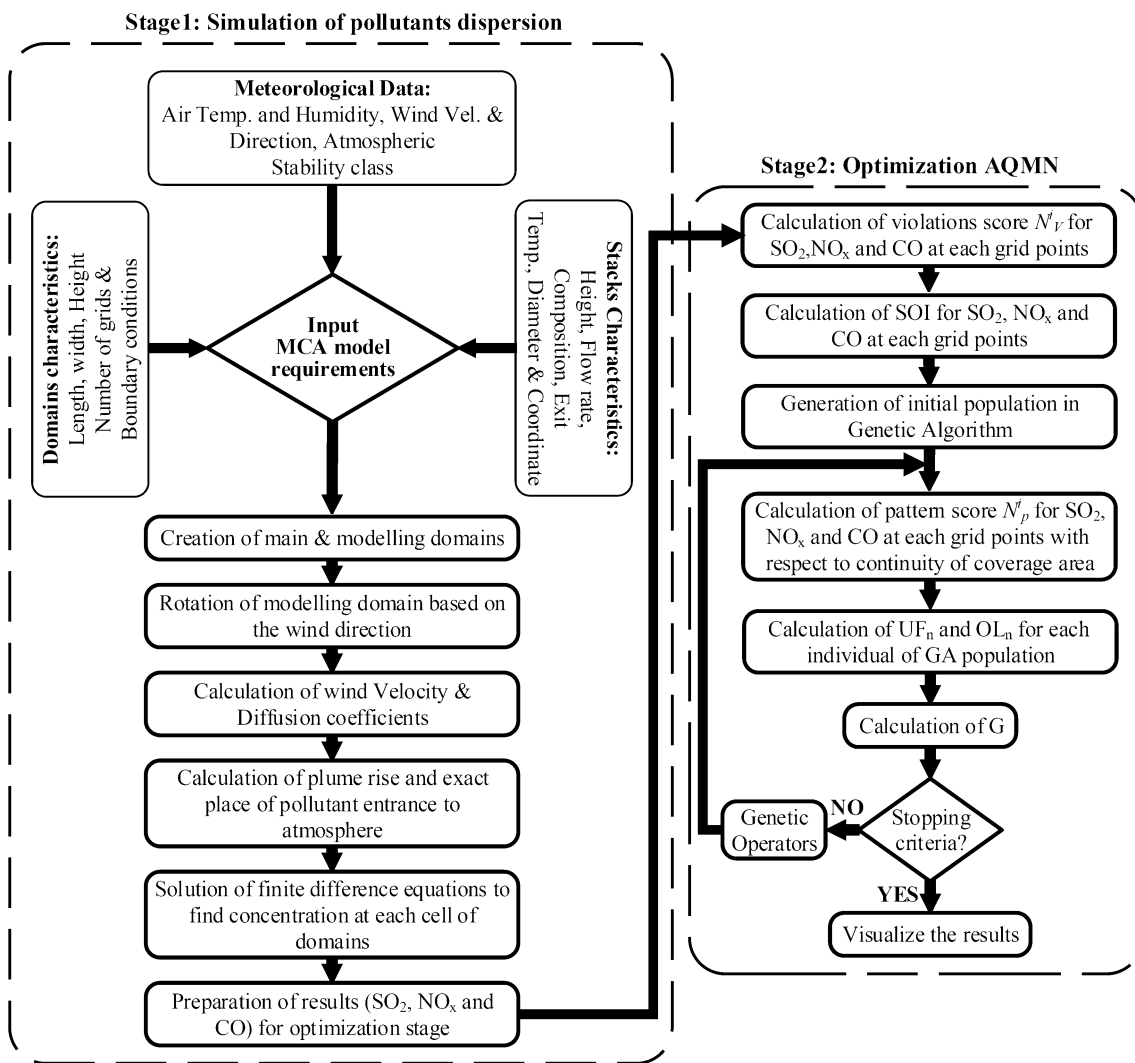 Stage1: Simulation of pollutants dispersion
Meteorological Data:
Air Temp. and Humidity, Wind Vel. &
Direction, Atmospheric
Stability class
Domains characteristics:
Length, width, Height
Number of grids &
Boundary conditions
Input
MCA model
requirements
Stacks Characteristics:
Height, Flow rate,
Composition, Exit
Temp., Diameter & Coordinate
Creation of main & modelling domains
Rotation of modelling domain based on
the wind direction
Calculation of wind Velocity &
Diffusion coefficients
Calculation of plume rise and exact
place of pollutant entrance to
atmosphere
Solution of finite difference equations to
find concentration at each cell of
domains
Preparation of results (SO₂, NOₓ and
CO) for optimization stage
Stage2: Optimization AQMN
Calculation of violations score Nⁱ_V for
SO₂,NOₓ and CO at each grid points
Calculation of SOI for SO₂, NOₓ and
CO at each grid points
Generation of initial population in
Genetic Algorithm
Calculation of pattern score Nⁱ_p for SO₂,
NOₓ and CO at each grid points with
respect to continuity of coverage area
Calculation of UFₙ and OLₙ for each
individual of GA population
Calculation of G
Stopping
criteria?
NO
Genetic
Operators
YES
Visualize the results